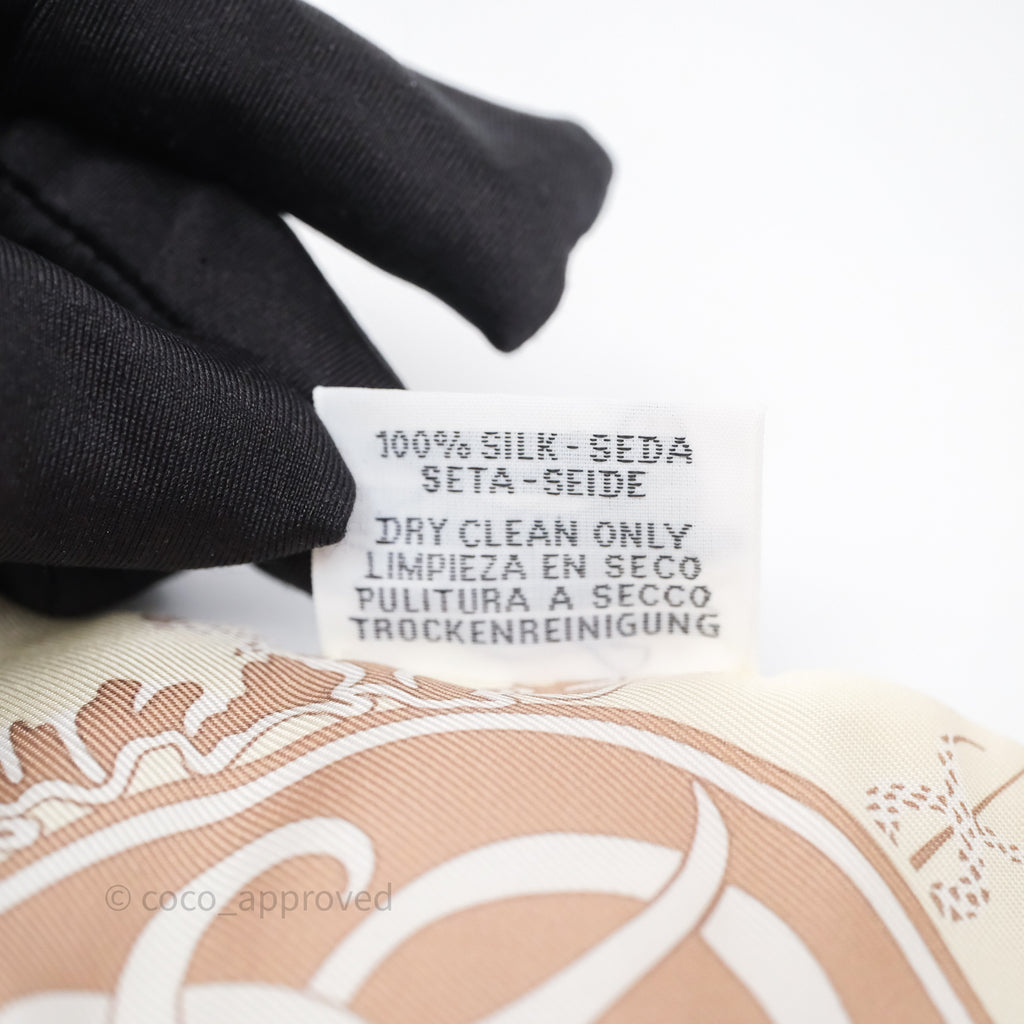 100% SILK - SEDA
SETA - SEIDE
DRY CLEAN ONLY
LIMPIEZA EN SECO
PULITURA A SECCO
TROCKENREINIGUNG
© coco_approved